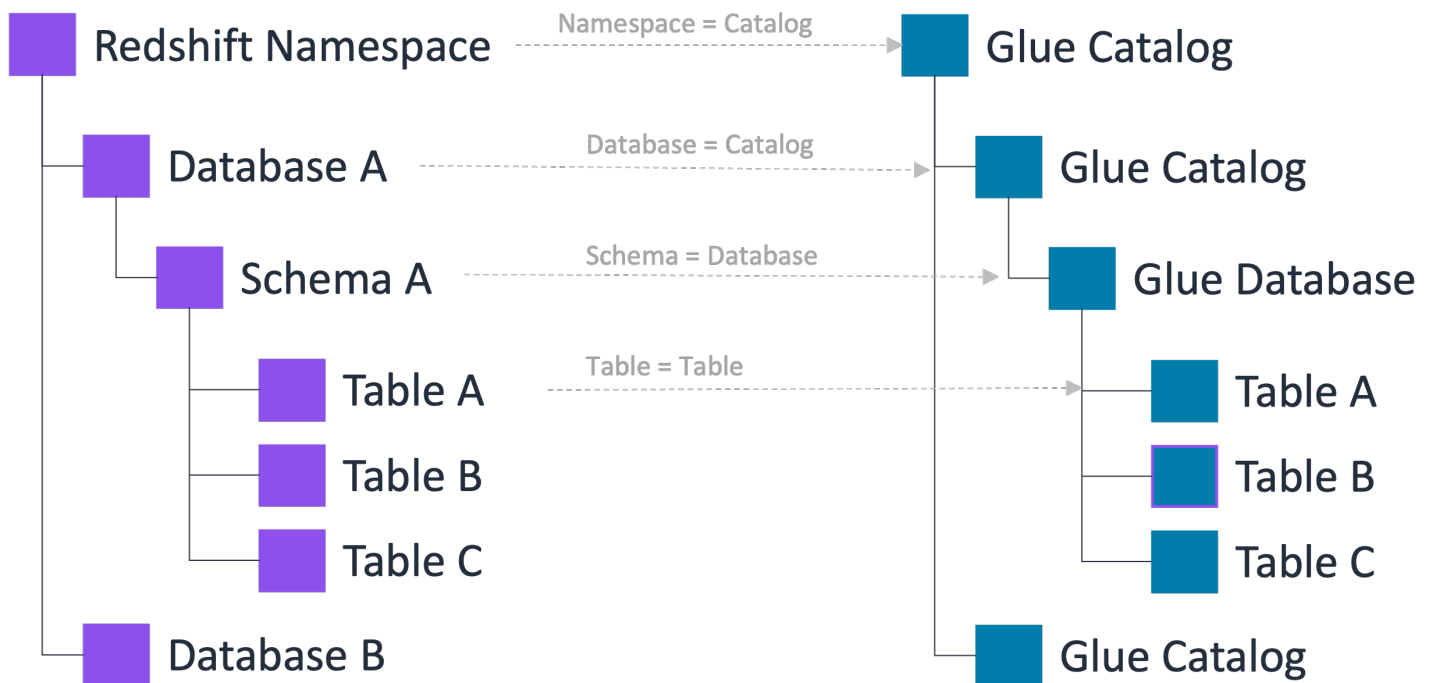 Redshift Namespace
Namespace = Catalog
Glue Catalog
Database A
Database = Catalog
Glue Catalog
Schema A
Schema = Database
Glue Database
Table A
Table = Table
Table A
Table B
Table B
Table C
Table C
Database B
Glue Catalog